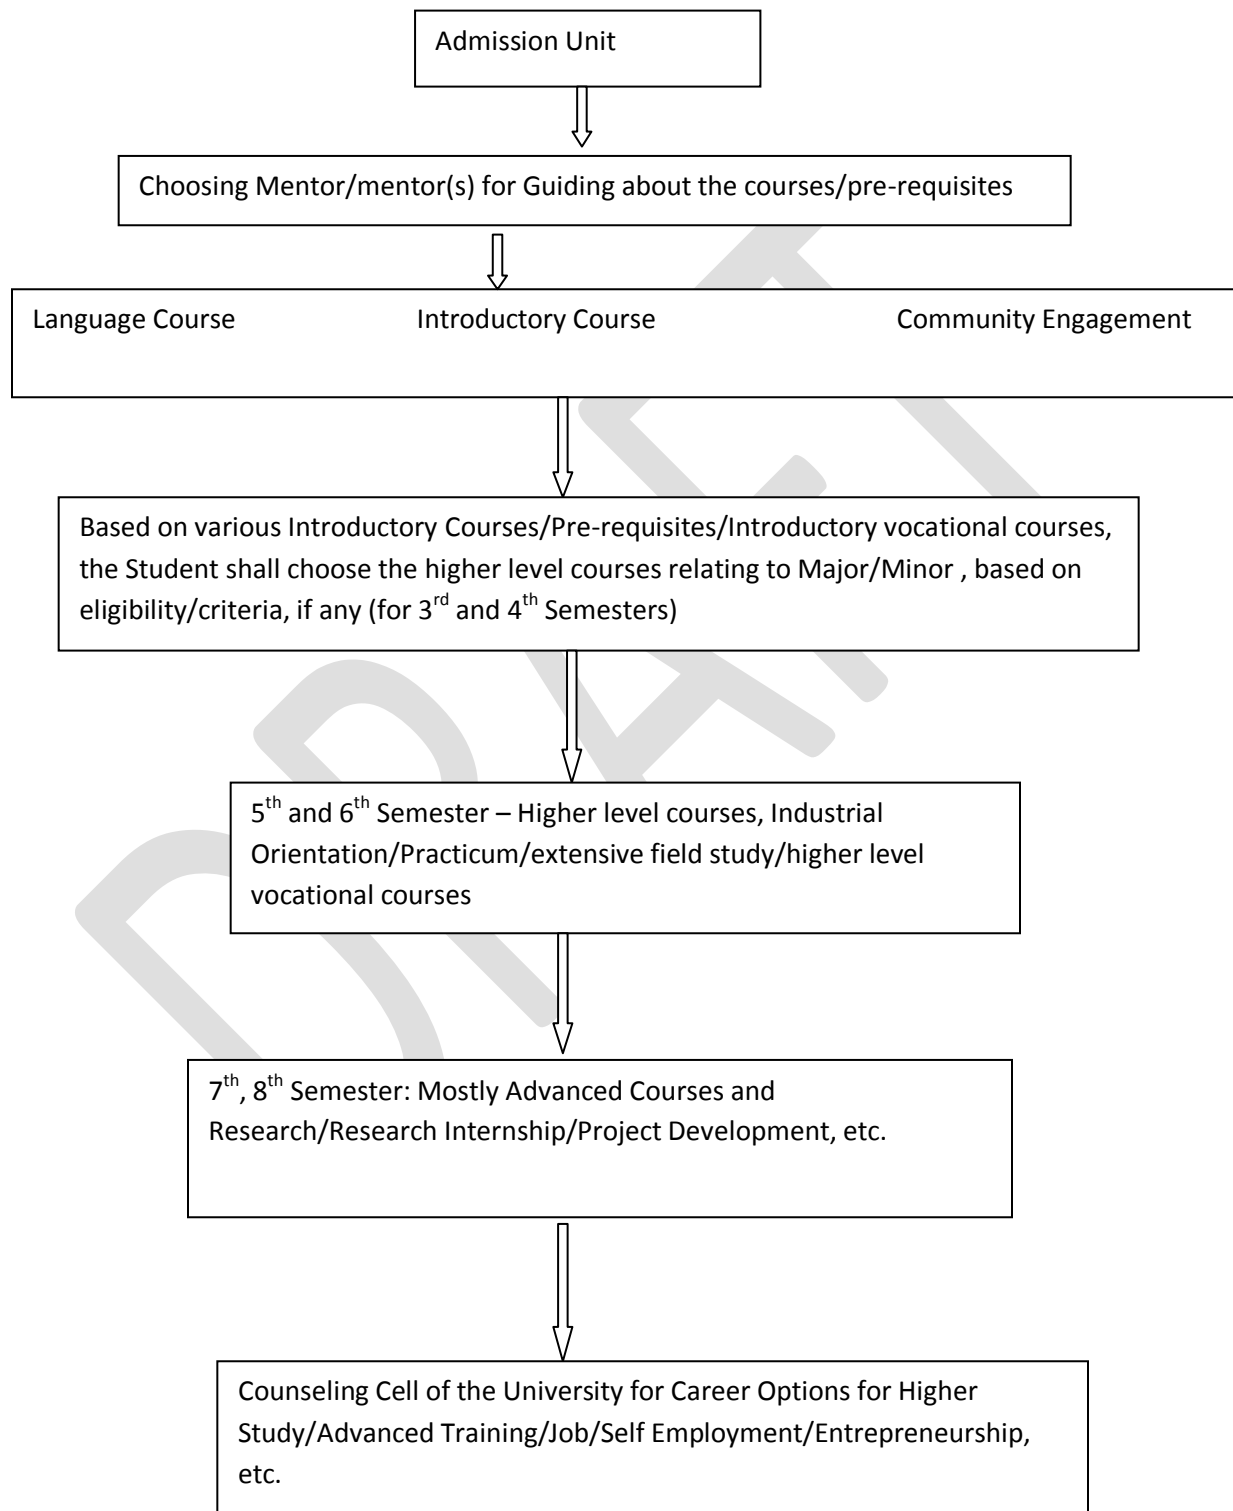 Admission Unit
Choosing Mentor/mentor(s) for Guiding about the courses/pre-requisites
Language Course Introductory Course Community Engagement
Based on various Introductory Courses/Pre-requisites/Introductory vocational courses,
the Student shall choose the higher level courses relating to Major/Minor , based on
eligibility/criteria, if any (for 3rd and 4th Semesters)
5th and 6th Semester – Higher level courses, Industrial
Orientation/Practicum/extensive field study/higher level
vocational courses
7th, 8th Semester: Mostly Advanced Courses and
Research/Research Internship/Project Development, etc.
Counseling Cell of the University for Career Options for Higher
Study/Advanced Training/Job/Self Employment/Entrepreneurship,
etc.
DRAFT